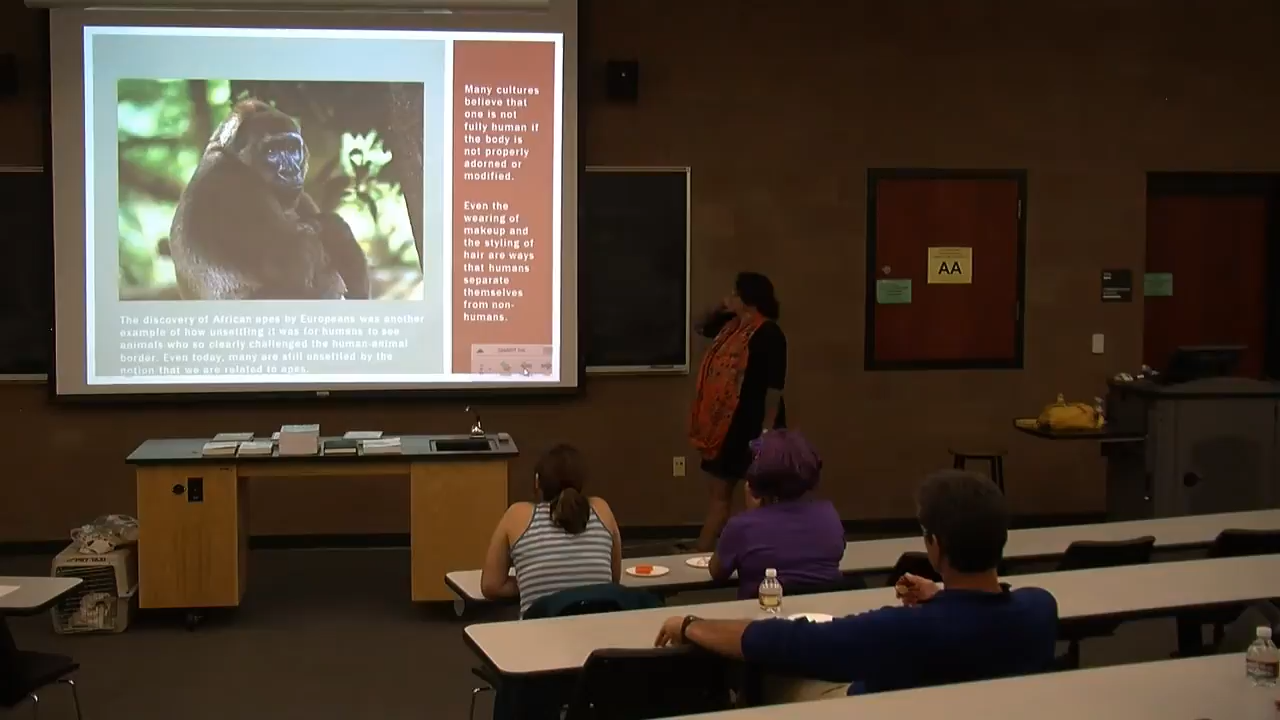 Many cultures
believe that
one is not
fully human if
the body is
not properly
adorned or
modified.
Even the
wearing of
makeup and
the styling of
hair are ways
that humans
separate
themselves
from non-
humans.
The discovery of African apes by Europeans was another
example of how unsettling it was for humans to see
animals who so clearly challenged the human-animal
border. Even today, many are still unsettled by the
notion that we are related to apes.
AA